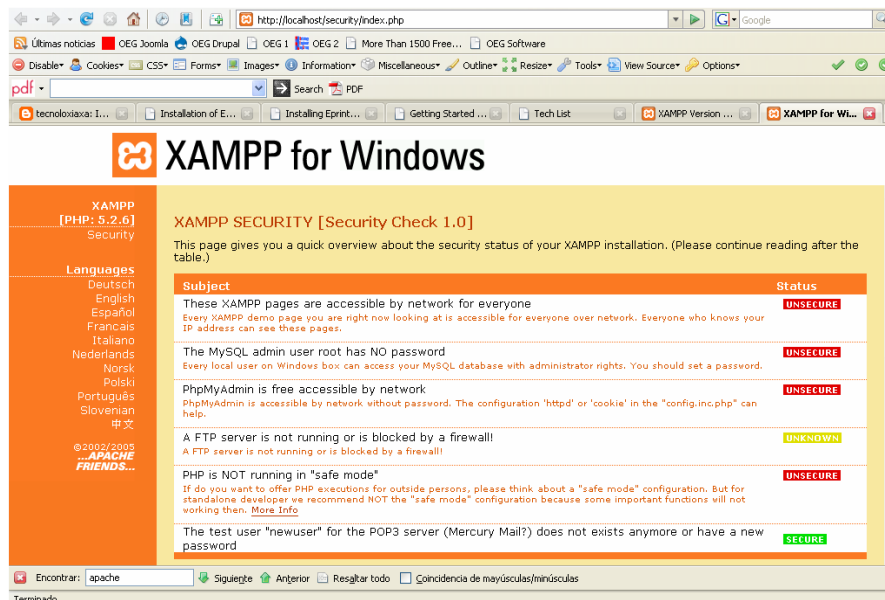 http://localhost/security/index.php
Google
Últimas noticias OEG Joomla OEG Drupal OEG 1 OEG 2 More Than 1500 Free... OEG Software
Disable Cookies CSS Forms Images Information Miscellaneous Outline Resize Tools View Source Options
pdf Search PDF
tecnoloxiaxa: I... Installation of E... Installing Eprint... Getting Started ... Tech List XAMPP Version ... XAMPP for Wi...
XAMPP for Windows
XAMPP
[PHP: 5.2.6]
Security
Languages
Deutsch
English
Español
Francais
Italiano
Nederlands
Norsk
Polski
Português
Slovenian
中文
©2002/2005
...APACHE
FRIENDS...
XAMPP SECURITY [Security Check 1.0]
This page gives you a quick overview about the security status of your XAMPP installation. (Please continue reading after the
table.)
Subject Status
These XAMPP pages are accessible by network for everyone UNSECURE
Every XAMPP demo page you are right now looking at is accessible for everyone over network. Everyone who knows your
IP address can see these pages.
The MySQL admin user root has NO password UNSECURE
Every local user on Windows box can access your MySQL database with administrator rights. You should set a password.
PhpMyAdmin is free accessible by network UNSECURE
PhpMyAdmin is accessible by network without password. The configuration 'httpd' or 'cookie' in the "config.inc.php" can
help.
A FTP server is not running or is blocked by a firewall! UNKNOWN
A FTP server is not running or is blocked by a firewall!
PHP is NOT running in "safe mode" UNSECURE
If do you want to offer PHP executions for outside persons, please think about a "safe mode" configuration. But for
standalone developer we recommend NOT the "safe mode" configuration because some important functions will not
working then. More Info
The test user "newuser" for the POP3 server (Mercury Mail?) does not exists anymore or have a new SECURE
password
Encontrar: apache Siguiente Anterior Resaltar todo Coincidencia de mayúsculas/minúsculas
Terminado